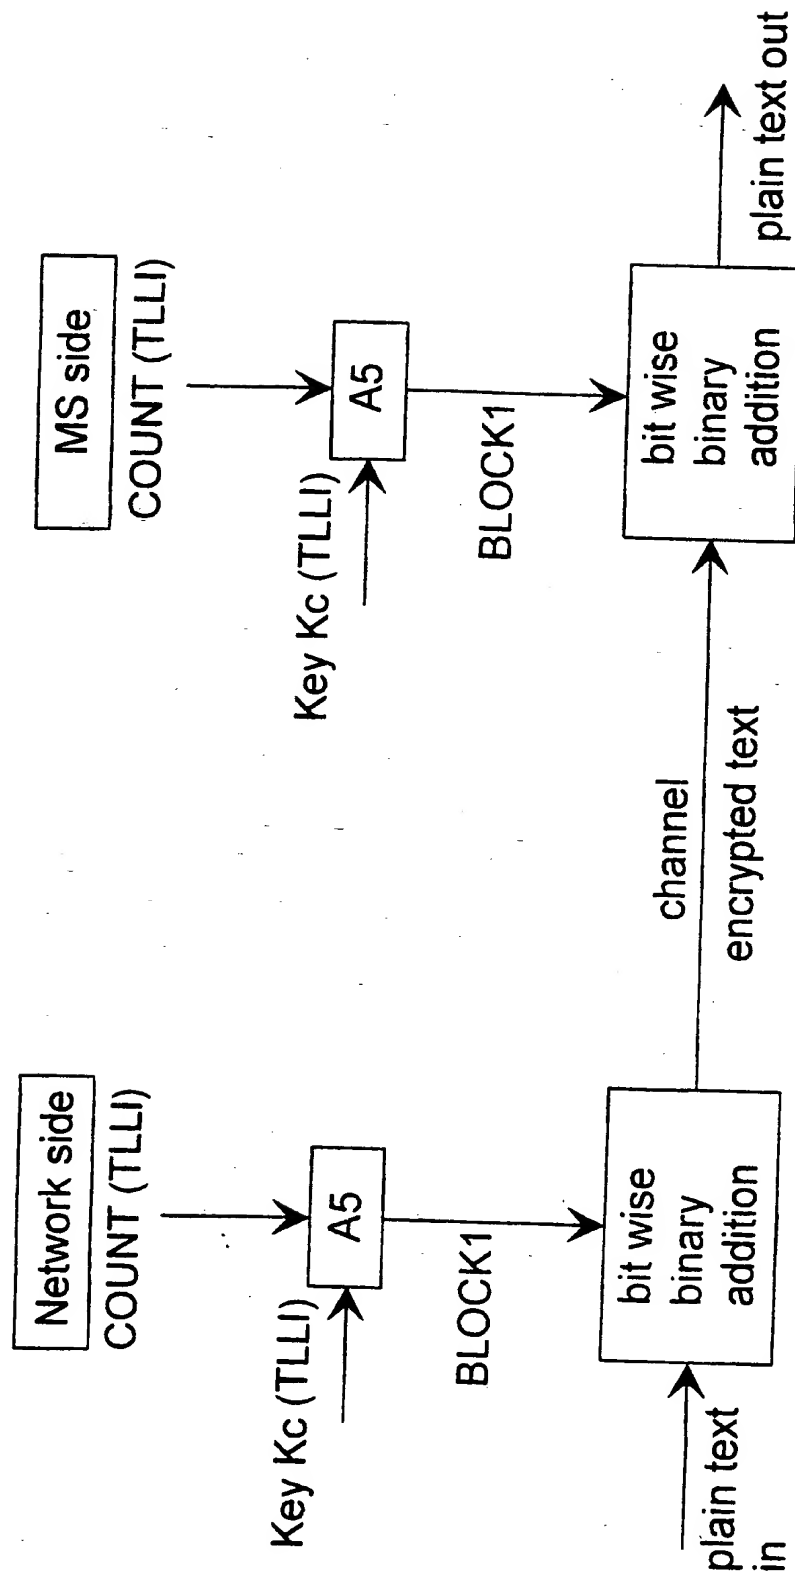 Network side
COUNT (TLLI)
Key Kc (TLLI)
A5
BLOCK1
plain text
in
bit wise
binary
addition
channel
encrypted text
MS side
COUNT (TLLI)
Key Kc (TLLI)
A5
BLOCK1
bit wise
binary
addition
plain text out